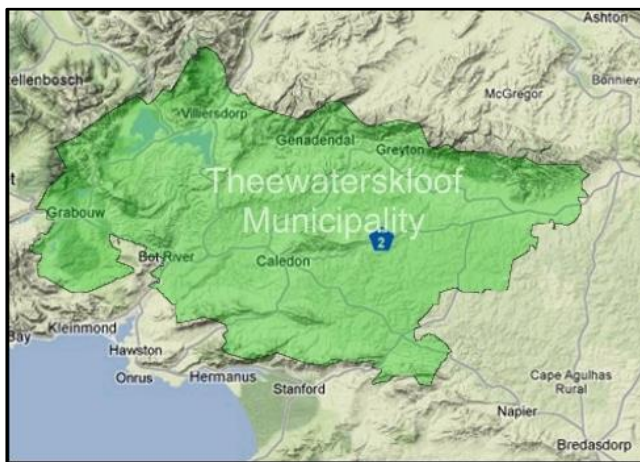 Ashton
ellenbosch
Bonnieva
McGregor
Villiersdorp
Genadendal
Greyton
Theewaterskloof
Municipality
Grabouw
2
Bot River
Caledon
Bay
Kleinmond
Hawston
Onrus
Hermanus
Stanford
Cape Agulhas
Rural
Napier
Bredasdorp